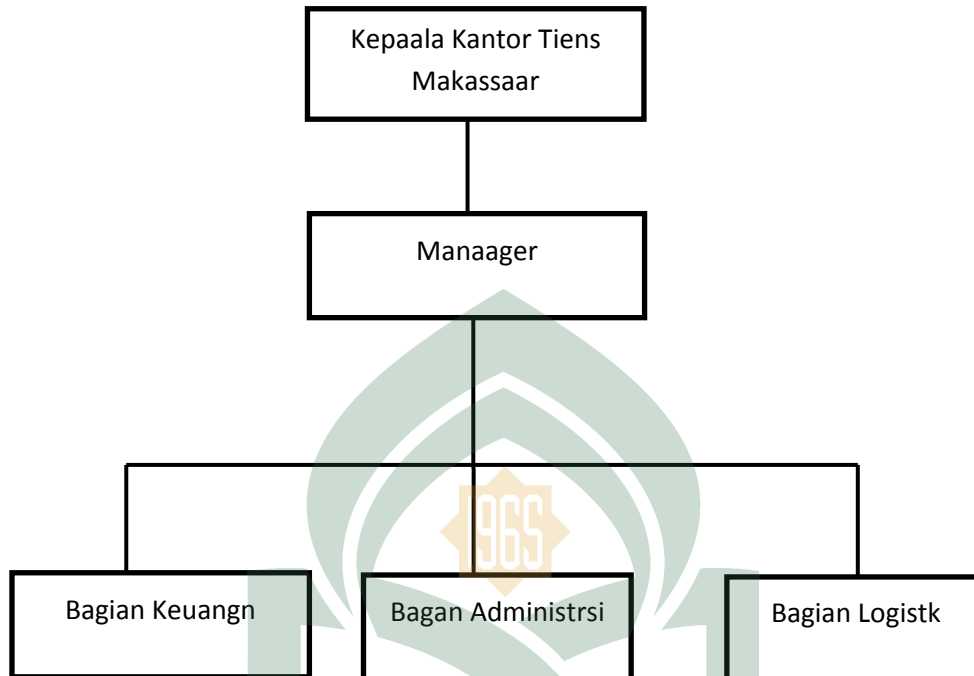 Kepaala Kantor Tiens
Makassaar
Manaager
1965
Bagian Keuangn
Bagan Administrsi
Bagian Logistk